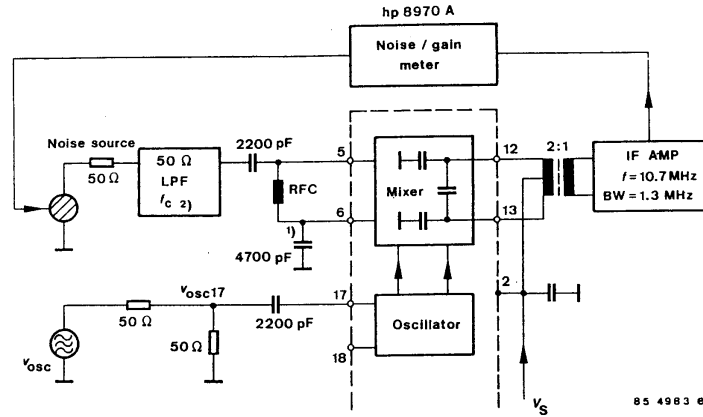 hp 8970 A
Noise / gain
meter
Noise source
50 Ω
50 Ω
LPF
fC 2)
2200 pF
RFC
1)
4700 pF
5
6
Mixer
12
13
2:1
IF AMP
f = 10.7 MHz
BW = 1.3 MHz
vosc
50 Ω
vosc17
50 Ω
2200 pF
17
18
Oscillator
2
VS
85 4983 8